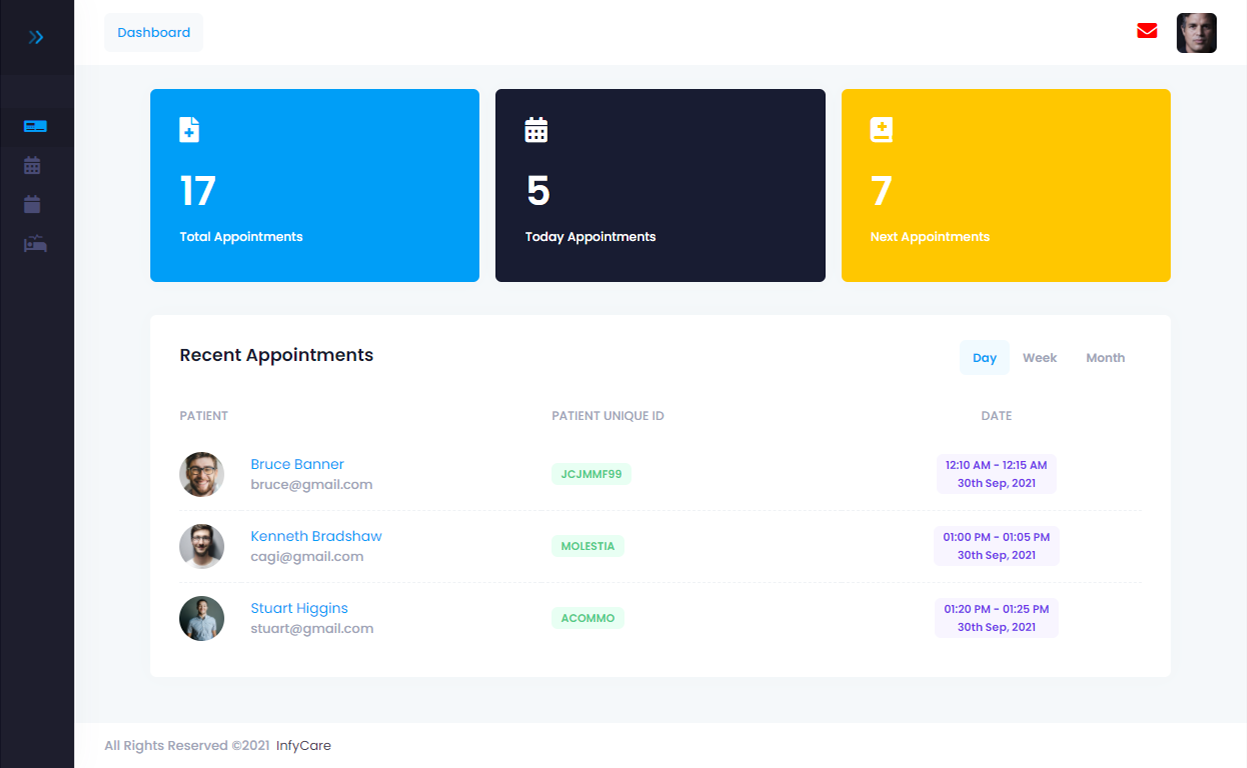 Dashboard
17
5
7
Total Appointments
Today Appointments
Next Appointments
Recent Appointments
Day Week Month
PATIENT PATIENT UNIQUE ID DATE
Bruce Banner
bruce@gmail.com
JCJMMF99
12:10 AM - 12:15 AM
30th Sep, 2021
Kenneth Bradshaw
cagi@gmail.com
MOLESTIA
01:00 PM - 01:05 PM
30th Sep, 2021
Stuart Higgins
stuart@gmail.com
ACOMMO
01:20 PM - 01:25 PM
30th Sep, 2021
All Rights Reserved ©2021 InfyCare